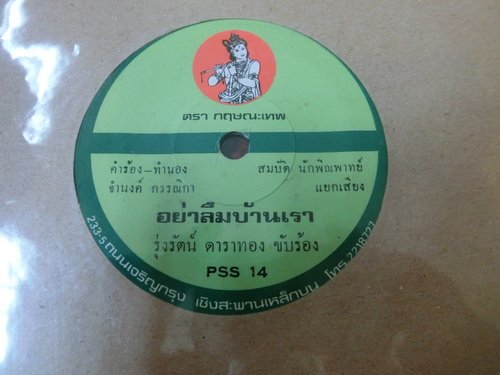 ตรา กฤษณะเทพ
คำร้อง-ทำนอง
จำนงค์ กรรณิกา
สมบัติ นักพิณพาทย์
แยกเสียง
อย่าลืมบ้านเรา
รุ่งรัตน์ ดาราทอง ขับร้อง
PSS 14
233-5 ถนนเจริญกรุง เชิงสะพานเหล็กบน โทร. 2218727